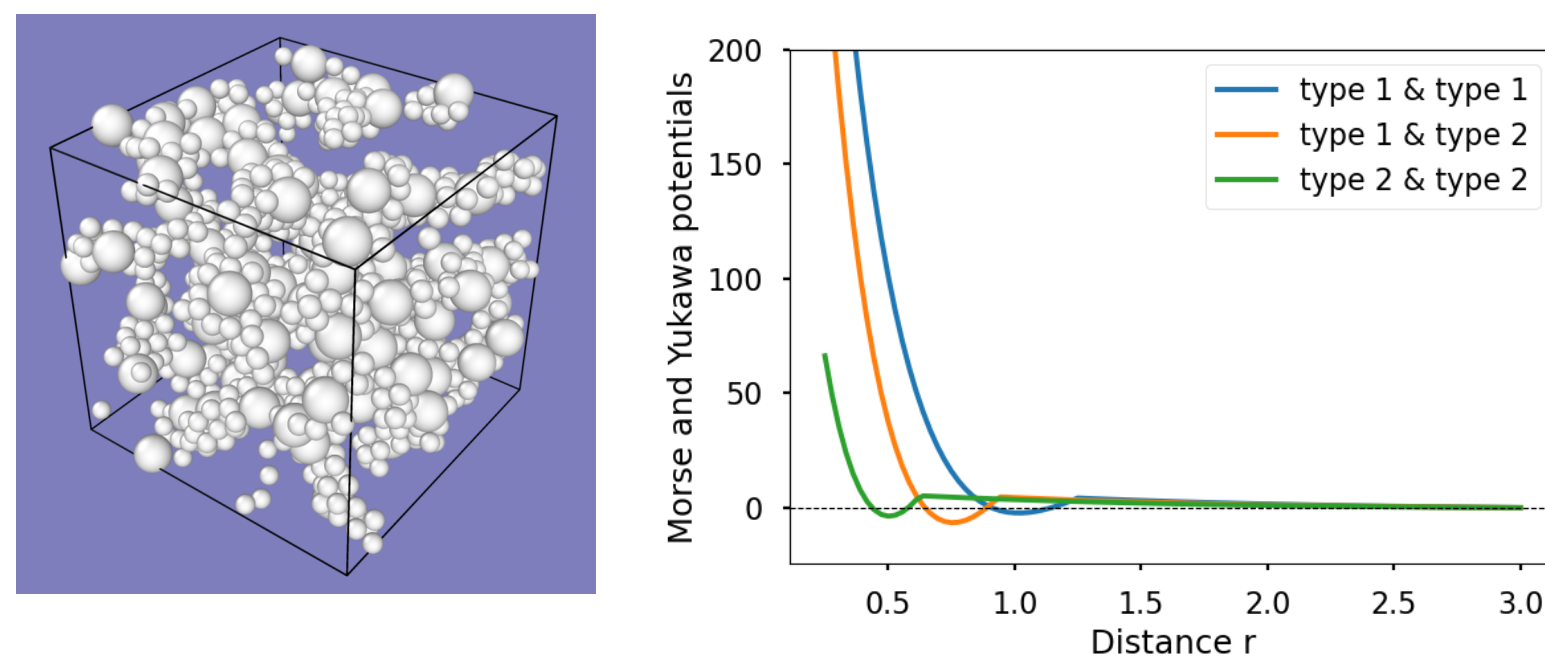 Morse and Yukawa potentials
200
150
100
50
0
type 1 & type 1
type 1 & type 2
type 2 & type 2
0.5 1.0 1.5 2.0 2.5 3.0
Distance r